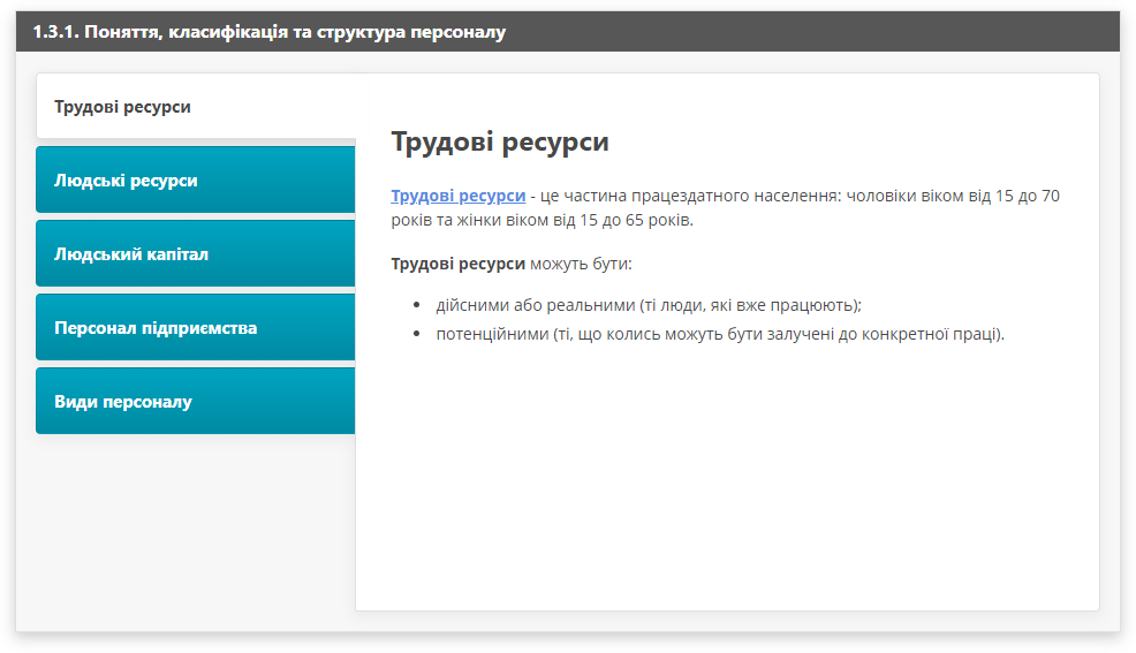 1.3.1. Поняття, класифікація та структура персоналу
Трудові ресурси
Людські ресурси
Людський капітал
Персонал підприємства
Види персоналу
Трудові ресурси
Трудові ресурси - це частина працездатного населення: чоловіки віком від 15 до 70
років та жінки віком від 15 до 65 років.
Трудові ресурси можуть бути:
• дійсними або реальними (ті люди, які вже працюють);
• потенційними (ті, що колись можуть бути залучені до конкретної праці).